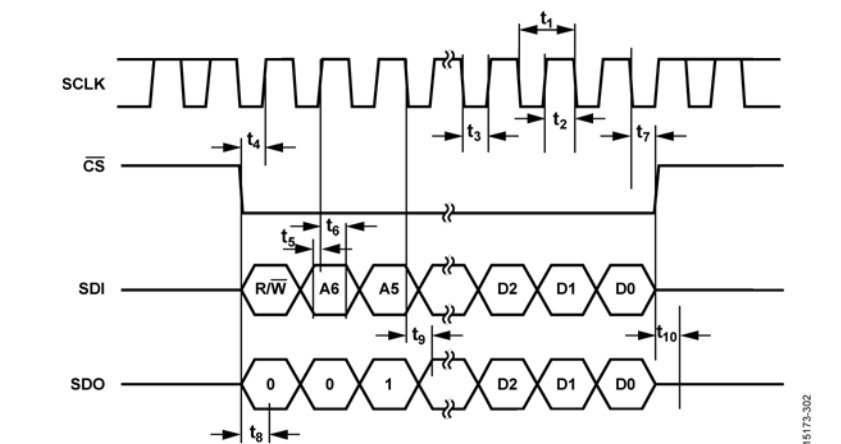 t1
SCLK
t3
t2
t7
t4
C̅S̅
t6
t5
SDI R/W̅ A6 A5 D2 D1 D0
t9
t10
SDO 0 0 1 D2 D1 D0
t8
15173-302